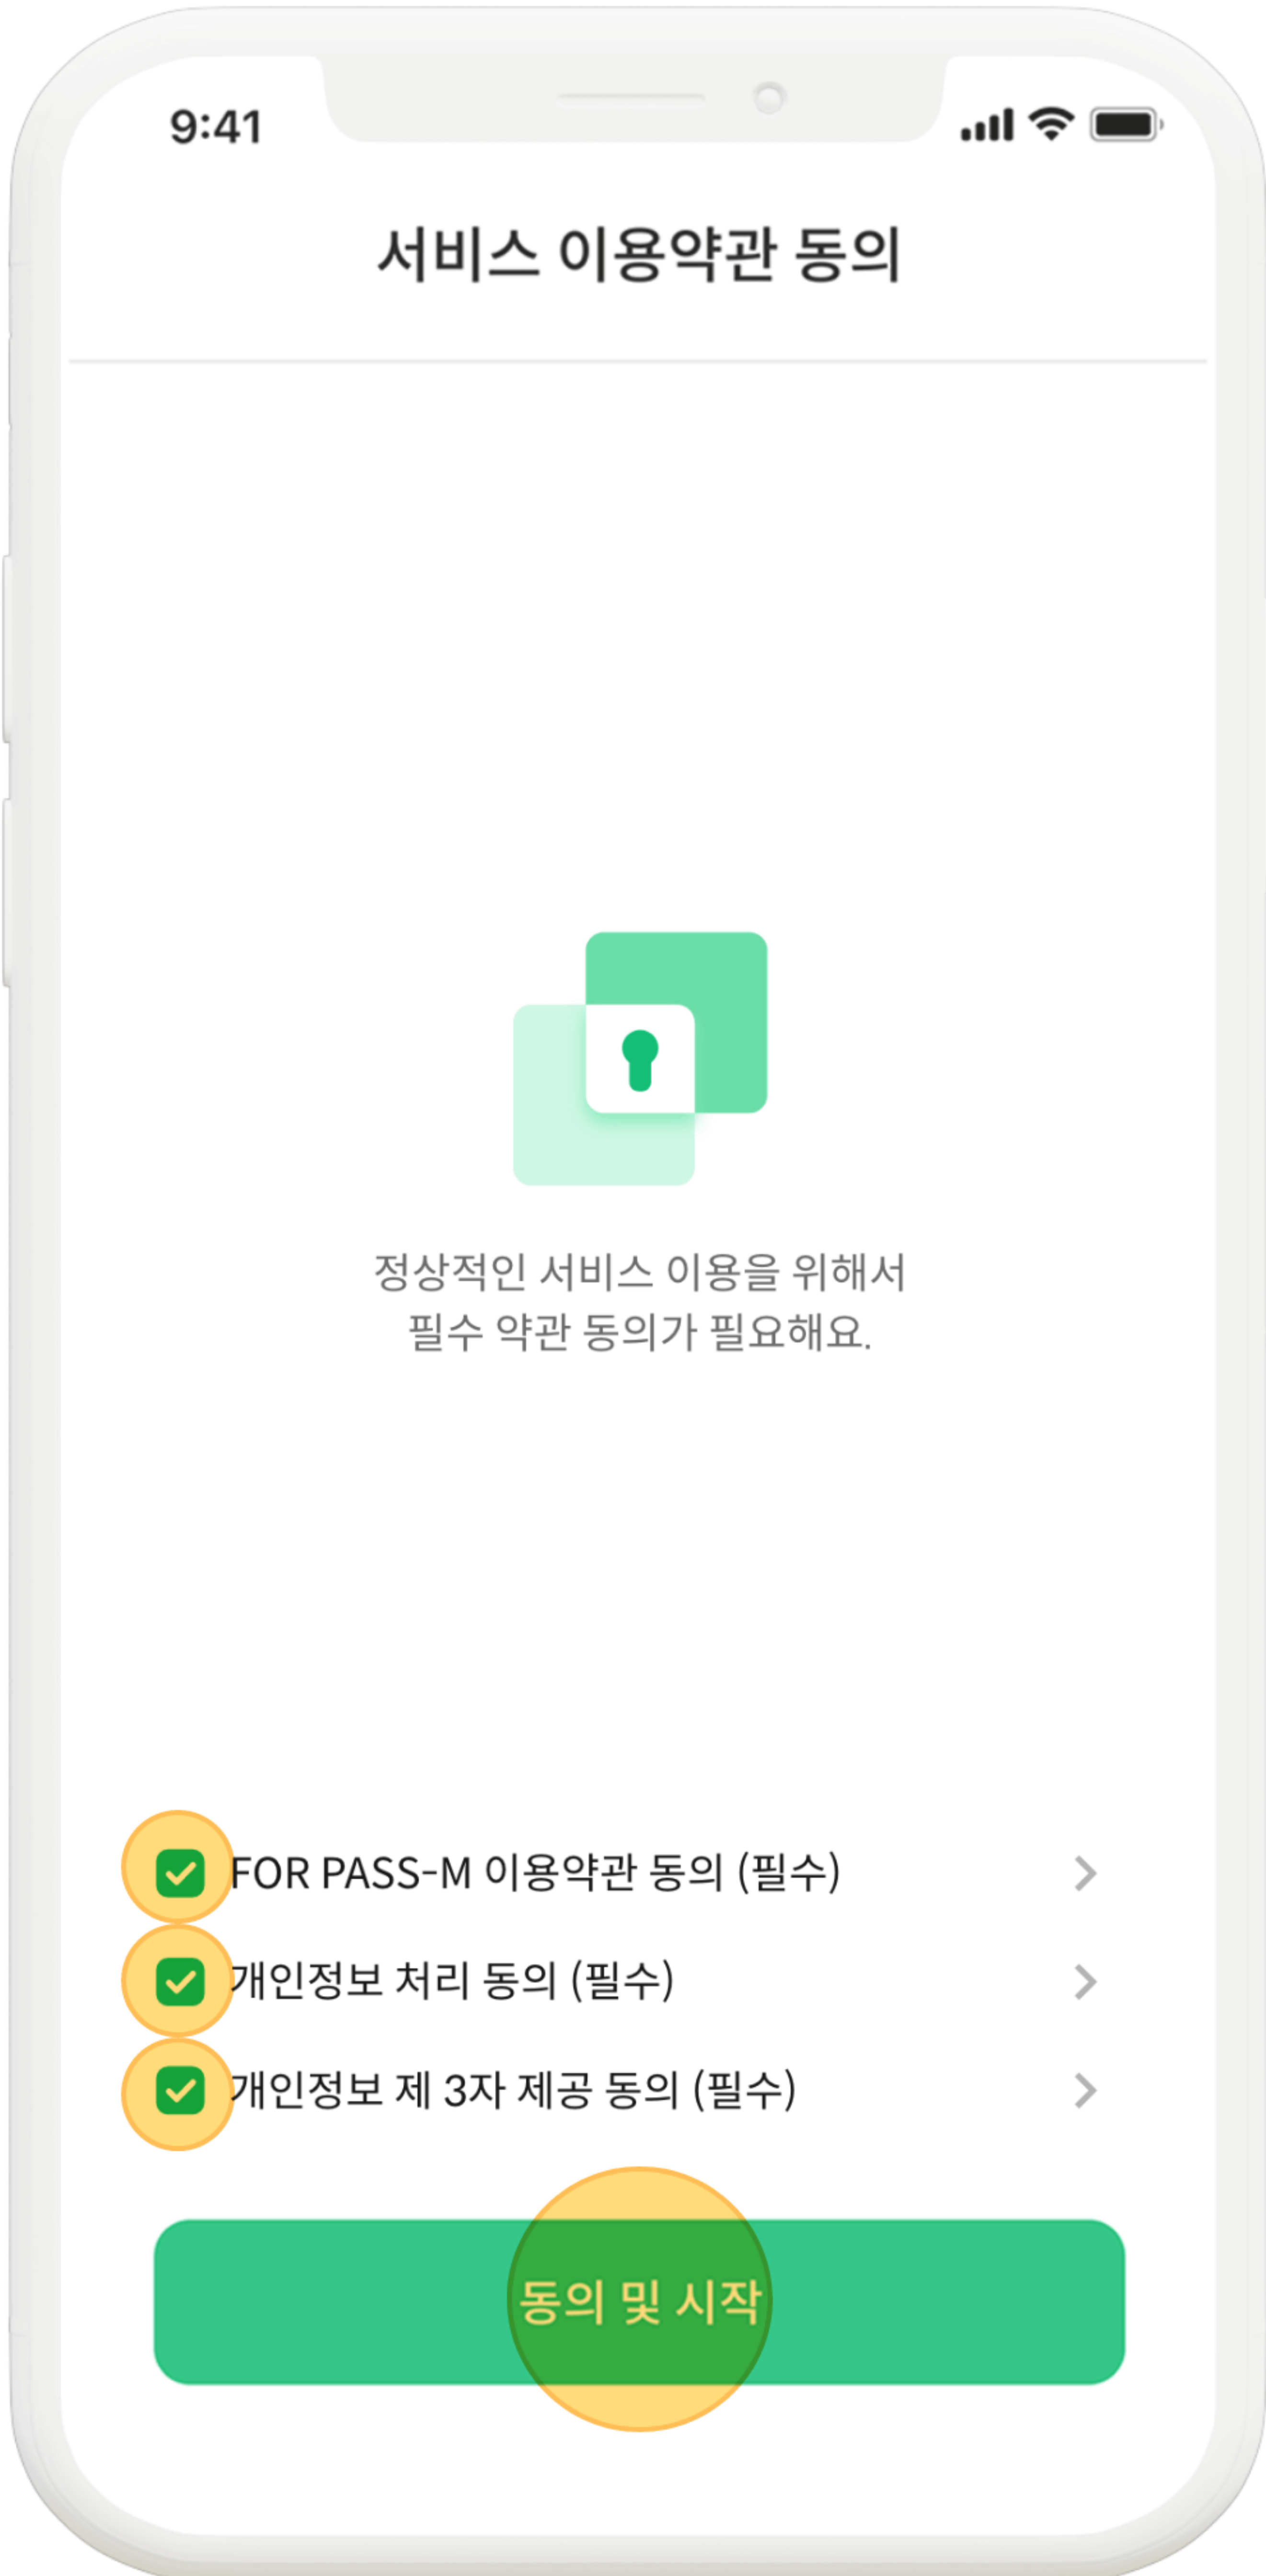 9:41
서비스 이용약관 동의
정상적인 서비스 이용을 위해서
필수 약관 동의가 필요해요.
FOR PASS-M 이용약관 동의 (필수)
개인정보 처리 동의 (필수)
개인정보 제 3자 제공 동의 (필수)
동의 및 시작